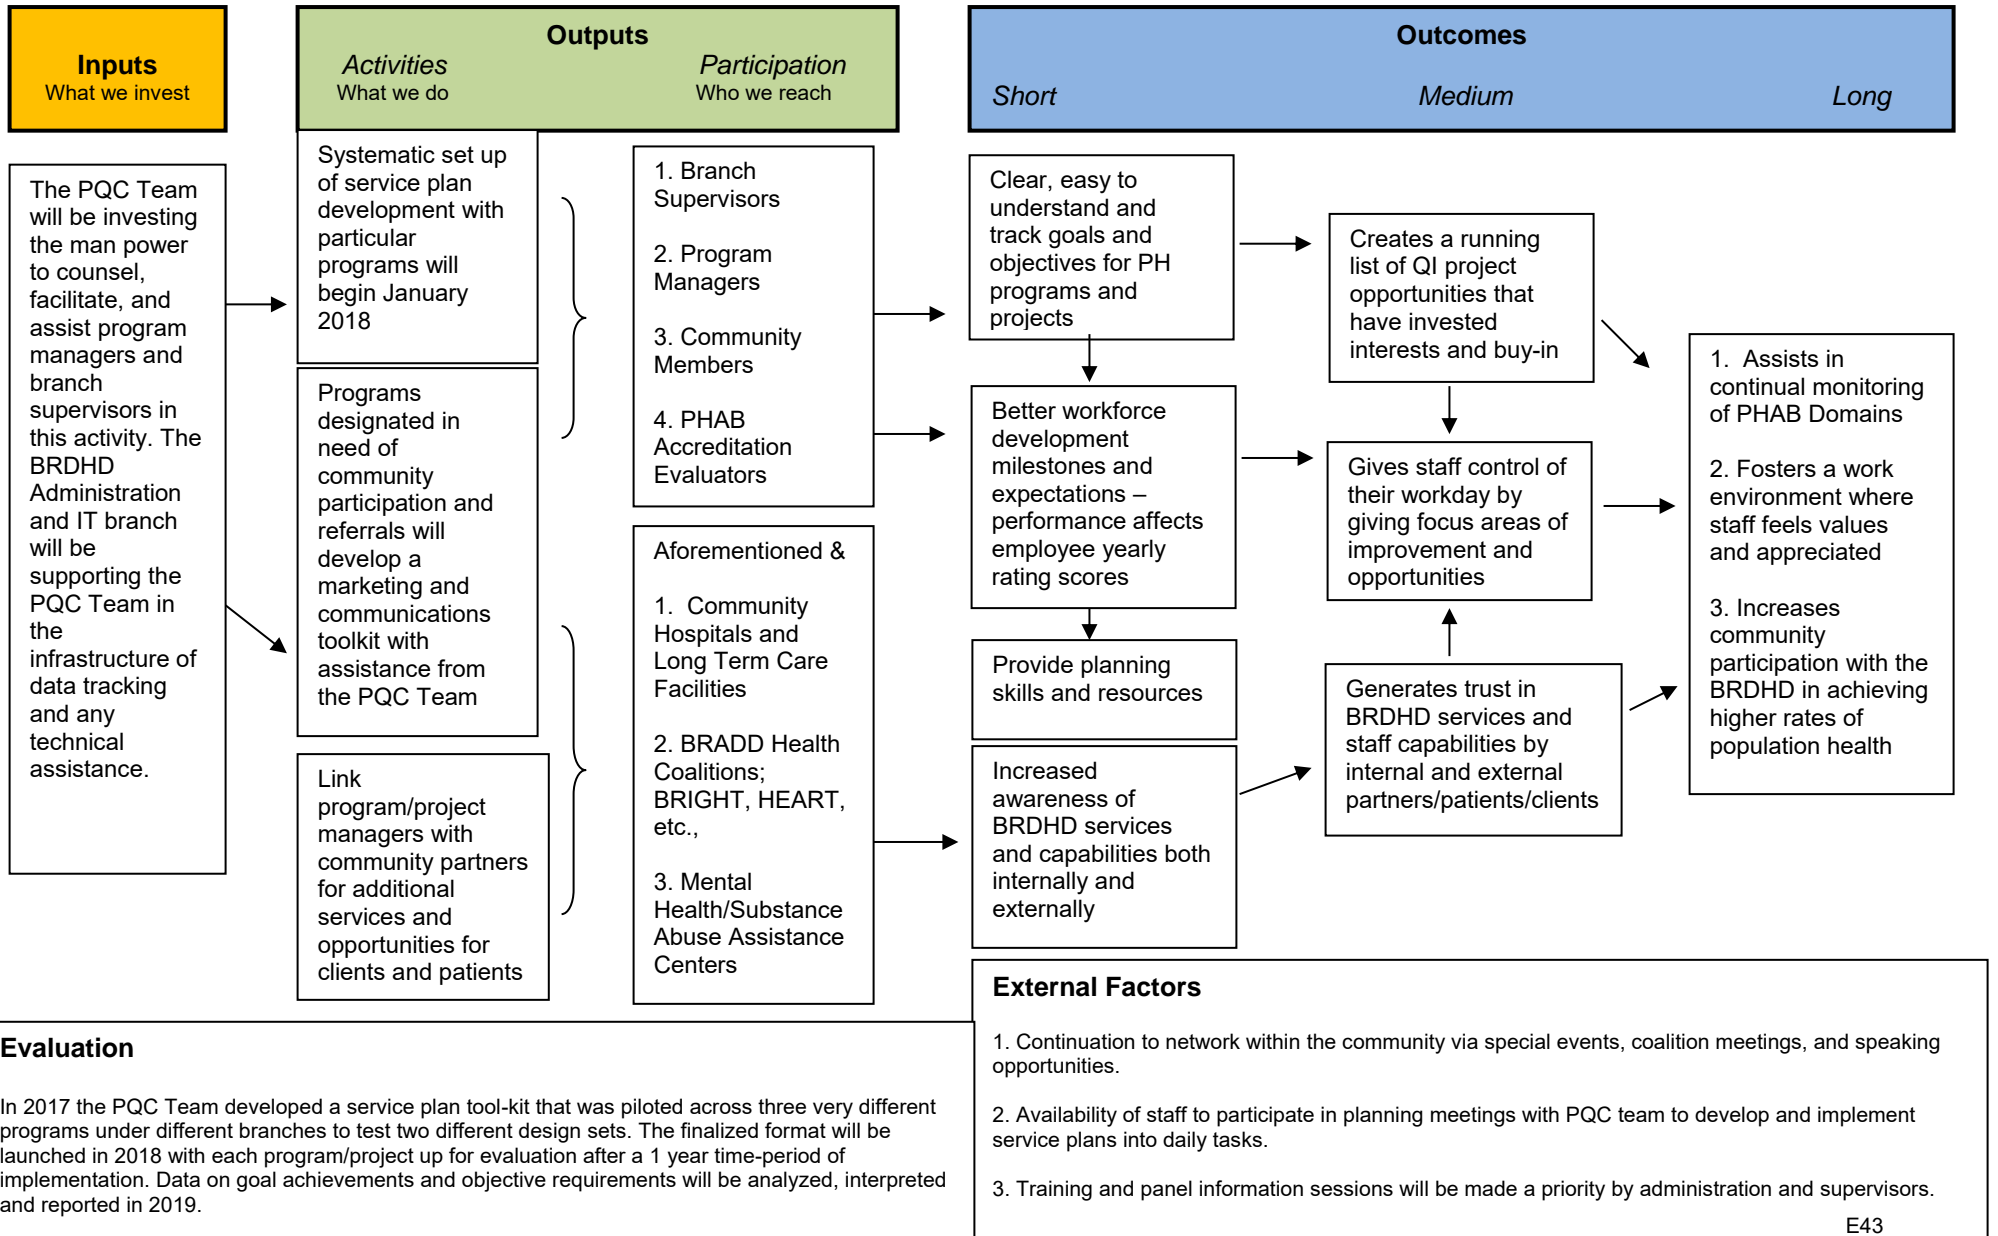 Inputs
What we invest
Outputs
Activities
What we do
Participation
Who we reach
Outcomes
Short
Medium
Long
The PQC Team
will be investing
the man power
to counsel,
facilitate, and
assist program
managers and
branch
supervisors in
this activity. The
BRDHD
Administration
and IT branch
will be
supporting the
PQC Team in
the
infrastructure of
data tracking
and any
technical
assistance.
Systematic set up
of service plan
development with
particular
programs will
begin January
2018
Programs
designated in
need of
community
participation and
referrals will
develop a
marketing and
communications
toolkit with
assistance from
the PQC Team
Link
program/project
managers with
community partners
for additional
services and
opportunities for
clients and patients
1. Branch
Supervisors
2. Program
Managers
3. Community
Members
4. PHAB
Accreditation
Evaluators
Aforementioned &
1. Community
Hospitals and
Long Term Care
Facilities
2. BRADD Health
Coalitions;
BRIGHT, HEART,
etc.,
3. Mental
Health/Substance
Abuse Assistance
Centers
Clear, easy to
understand and
track goals and
objectives for PH
programs and
projects
Better workforce
development
milestones and
expectations –
performance affects
employee yearly
rating scores
Provide planning
skills and resources
Increased
awareness of
BRDHD services
and capabilities both
internally and
externally
Creates a running
list of QI project
opportunities that
have invested
interests and buy-in
Gives staff control of
their workday by
giving focus areas of
improvement and
opportunities
Generates trust in
BRDHD services and
staff capabilities by
internal and external
partners/patients/clients
1. Assists in
continual monitoring
of PHAB Domains
2. Fosters a work
environment where
staff feels values
and appreciated
3. Increases
community
participation with the
BRDHD in achieving
higher rates of
population health
Evaluation
In 2017 the PQC Team developed a service plan tool-kit that was piloted across three very different
programs under different branches to test two different design sets. The finalized format will be
launched in 2018 with each program/project up for evaluation after a 1 year time-period of
implementation. Data on goal achievements and objective requirements will be analyzed, interpreted
and reported in 2019.
External Factors
1. Continuation to network within the community via special events, coalition meetings, and speaking
opportunities.
2. Availability of staff to participate in planning meetings with PQC team to develop and implement
service plans into daily tasks.
3. Training and panel information sessions will be made a priority by administration and supervisors.
E43